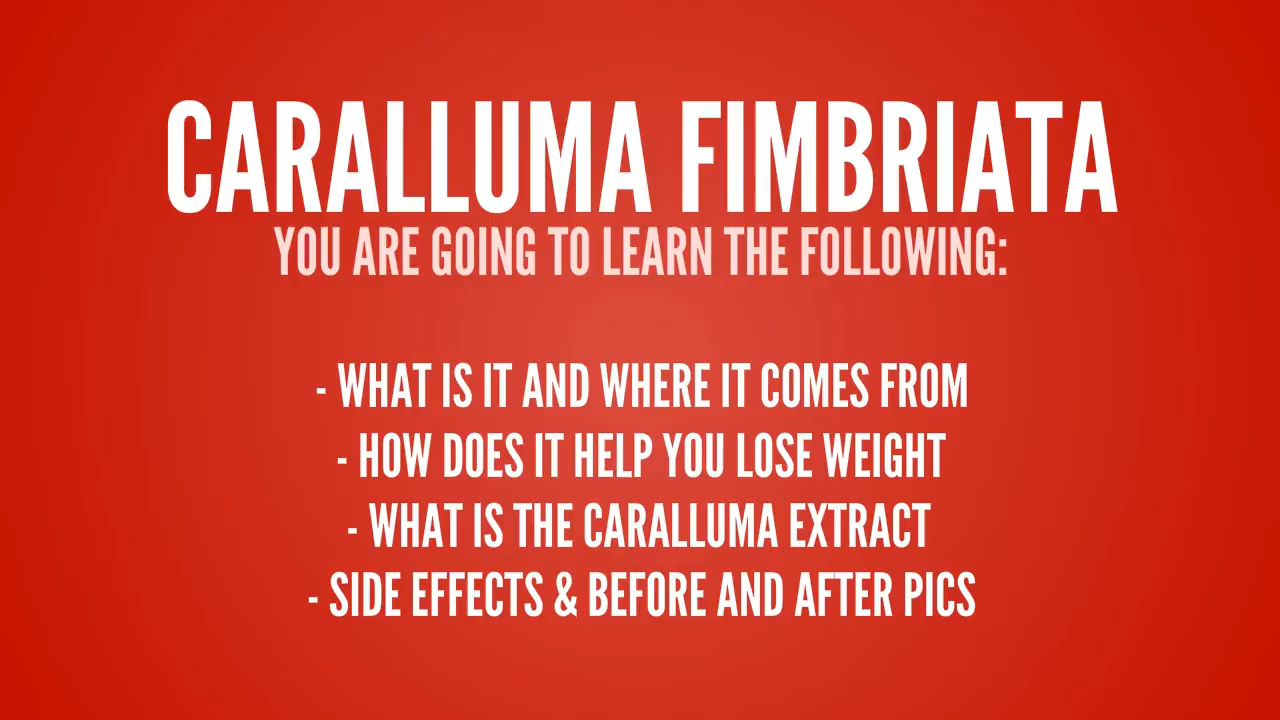 CARALLUMA FIMBRIATA
YOU ARE GOING TO LEARN THE FOLLOWING:
- WHAT IS IT AND WHERE IT COMES FROM
- HOW DOES IT HELP YOU LOSE WEIGHT
- WHAT IS THE CARALLUMA EXTRACT
- SIDE EFFECTS & BEFORE AND AFTER PICS